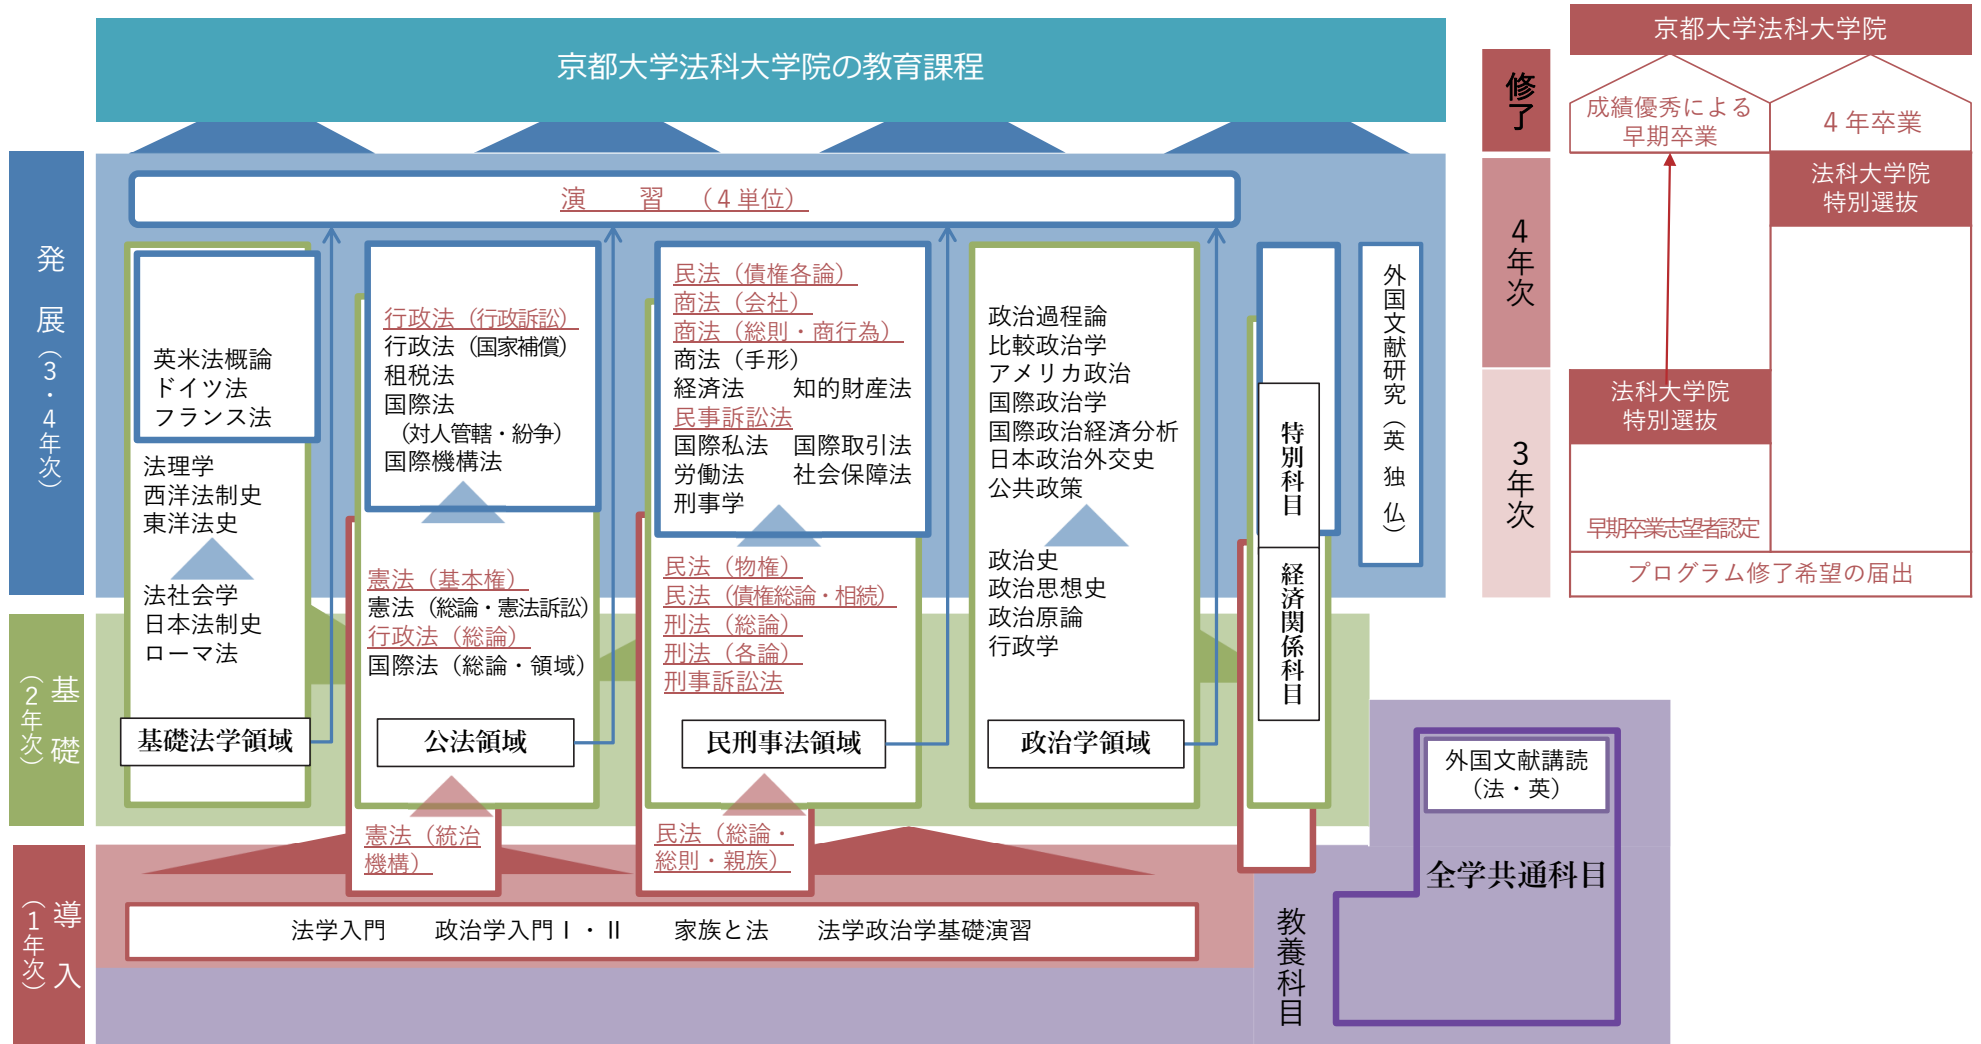 京都大学法科大学院の教育課程
発展（3・4年次）
演　習　（4単位）
英米法概論
ドイツ法
フランス法
法理学
西洋法制史
東洋法史
法社会学
日本法制史
ローマ法
基礎法学領域
行政法（行政訴訟）
行政法（国家補償）
租税法
国際法
（対人管轄・紛争）
国際機構法
憲法（基本権）
憲法（総論・憲法訴訟）
行政法（総論）
国際法（総論・領域）
公法領域
憲法（統治
機構）
民法（債権各論）
商法（会社）
商法（総則・商行為）
商法（手形）
経済法　知的財産法
民事訴訟法
国際私法　国際取引法
労働法　社会保障法
刑事学
民法（物権）
民法（債権総論・相続）
刑法（総論）
刑法（各論）
刑事訴訟法
民刑事法領域
民法（総論・
総則・親族）
政治過程論
比較政治学
アメリカ政治
国際政治学
国際政治経済分析
日本政治外交史
公共政策
政治史
政治思想史
政治原論
行政学
政治学領域
特別科目
経済関係科目
外国文献研究（英　独　仏）
基礎
（2年次）
導入
（1年次）
法学入門　政治学入門Ⅰ・Ⅱ　家族と法　法学政治学基礎演習
教養科目
外国文献講読
（法・英）
全学共通科目
京都大学法科大学院
修了
成績優秀による
早期卒業
4年卒業
4年次
法科大学院
特別選抜
3年次
法科大学院
特別選抜
早期卒業志望者認定
プログラム修了希望の届出